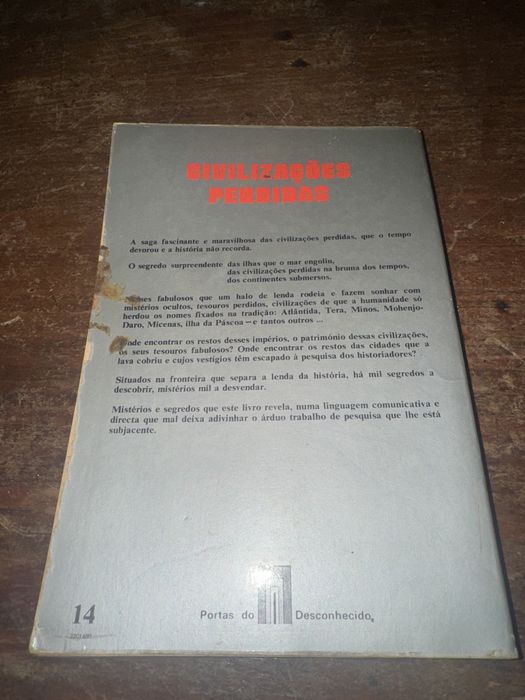 CIVILIZAÇÕES
PERDIDAS
A saga fascinante e maravilhosa das civilizações perdidas, que o tempo
devorou e a história não recorda.
O segredo surpreendente das ilhas que o mar engoliu,
das civilizações perdidas na bruma dos tempos,
dos continentes submersos.
Nomes fabulosos que um halo de lenda rodeia e fazem sonhar com
mistérios ocultos, tesouros perdidos, civilizações de que a humanidade só
herdou os nomes fixados na tradição: Atlântida, Tera, Minos, Mohenjo-
Daro, Micenas, ilha da Páscoa — e tantos outros ...
Onde encontrar os restos desses impérios, o património dessas civilizações,
os seus tesouros fabulosos? Onde encontrar os restos das cidades que a
lava cobriu e cujos vestígios têm escapado à pesquisa dos historiadores?
Situados na fronteira que separa a lenda da história, há mil segredos a
descobrir, mistérios mil a desvendar.
Mistérios e segredos que este livro revela, numa linguagem comunicativa e
directa que mal deixa adivinhar o árduo trabalho de pesquisa que lhe está
subjacente.
14
Portas do Desconhecido